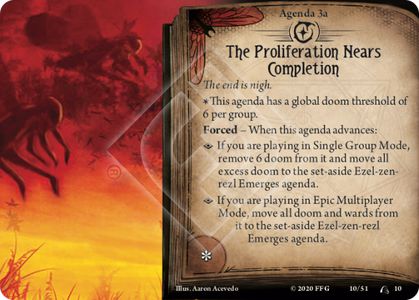 Agenda 3a
The Proliferation Nears
Completion
The end is nigh.
*This agenda has a global doom threshold of
6 per group.
Forced – When this agenda advances:
If you are playing in Single Group Mode,
remove 6 doom from it and move all
excess doom to the set-aside Ezel-zen-
rezl Emerges agenda.
If you are playing in Epic Multiplayer
Mode, move all doom and wards from
it to the set-aside Ezel-zen-rezl
Emerges agenda.
*
Illus. Aaron Acevedo © 2020 FFG 10/51 10